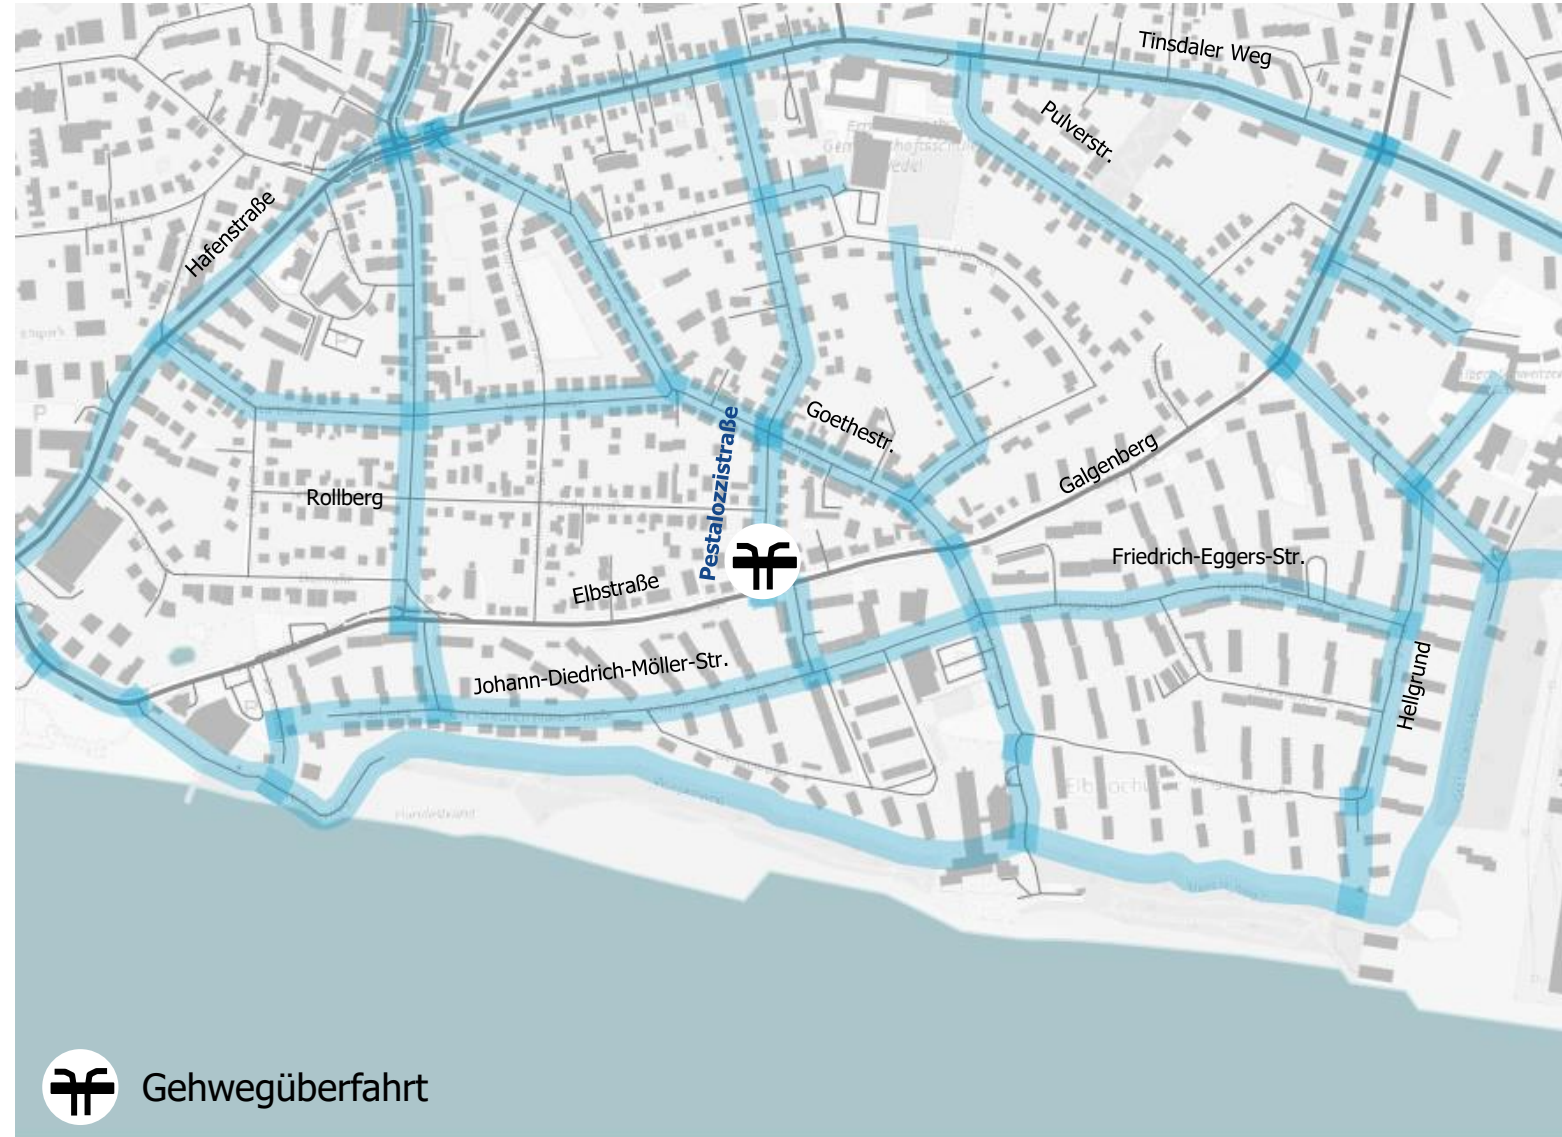 Tinsdaler Weg
Pulverstr.
Hafenstraße
Goethestr.
Pestalozzistraße
Galgenberg
Rollberg
Friedrich-Eggers-Str.
Elbstraße
Johann-Diedrich-Möller-Str.
Hellgrund
P
P
Gehwegüberfahrt